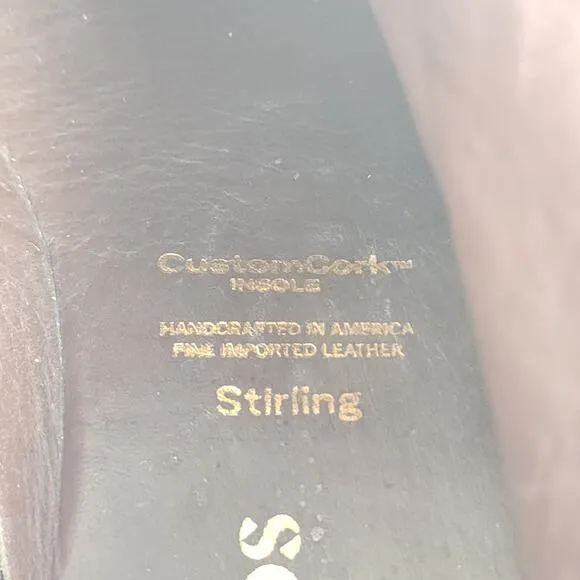 CustomCork™
INSOLE
HANDCRAFTED IN AMERICA
FINE IMPORTED LEATHER
Stirling